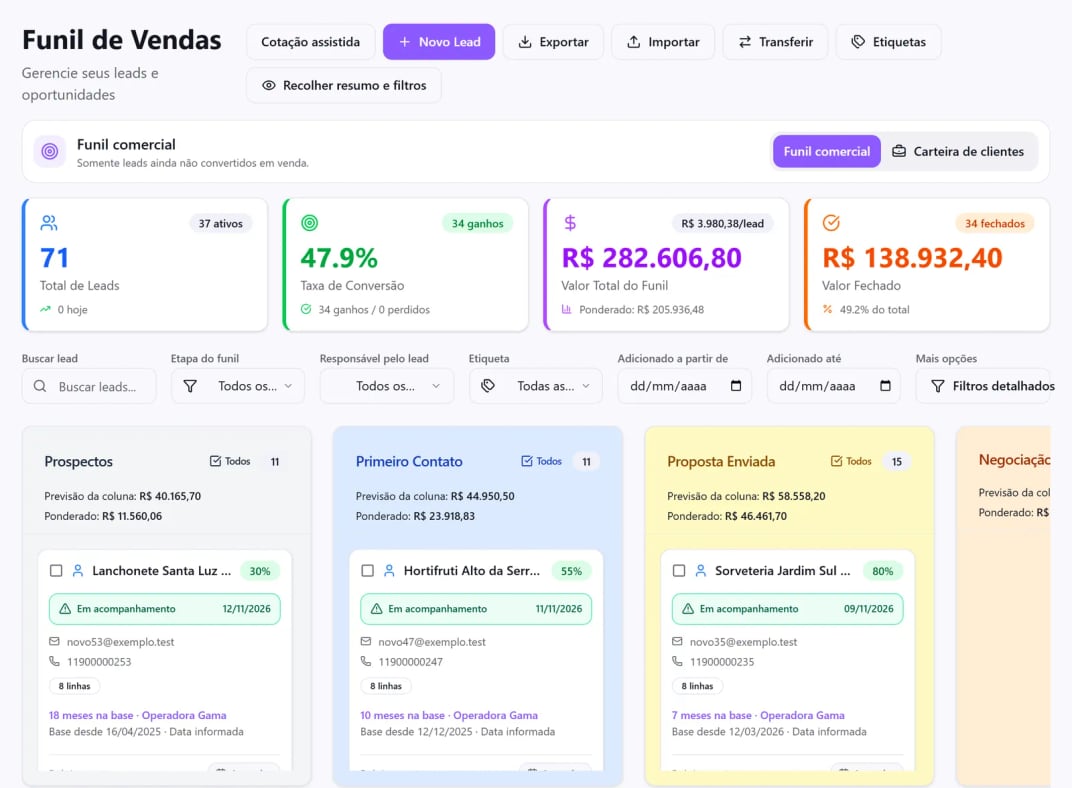 Funil de Vendas
Gerencie seus leads e
oportunidades
Cotação assistida
Novo Lead
Exportar
Importar
Transferir
Etiquetas
Recolher resumo e filtros
Funil comercial
Somente leads ainda não convertidos em venda.
Funil comercial
Carteira de clientes
37 ativos
71
Total de Leads
0 hoje
34 ganhos
47.9%
Taxa de Conversão
34 ganhos / 0 perdidos
R$ 3.980,38/lead
R$ 282.606,80
Valor Total do Funil
Ponderado: R$ 205.936,48
34 fechados
R$ 138.932,40
Valor Fechado
49.2% do total
Buscar lead
Buscar leads...
Etapa do funil
Todos os...
Responsável pelo lead
Todos os...
Etiqueta
Todas as...
Adicionado a partir de
dd/mm/aaaa
Adicionado até
dd/mm/aaaa
Mais opções
Filtros detalhados
Prospectos
Todos
11
Previsão da coluna: R$ 40.165,70
Ponderado: R$ 11.560,06
Lanchonete Santa Luz ...
30%
Em acompanhamento
12/11/2026
novo53@exemplo.test
11900000253
8 linhas
18 meses na base · Operadora Gama
Base desde 16/04/2025 · Data informada
Primeiro Contato
Todos
11
Previsão da coluna: R$ 44.950,50
Ponderado: R$ 23.918,83
Hortifruti Alto da Serr...
55%
Em acompanhamento
11/11/2026
novo47@exemplo.test
11900000247
8 linhas
10 meses na base · Operadora Gama
Base desde 12/12/2025 · Data informada
Proposta Enviada
Todos
15
Previsão da coluna: R$ 58.558,20
Ponderado: R$ 46.461,70
Sorveteria Jardim Sul ...
80%
Em acompanhamento
09/11/2026
novo35@exemplo.test
11900000235
8 linhas
7 meses na base · Operadora Gama
Base desde 12/03/2026 · Data informada
Negociação
Previsão da col
Ponderado: R$